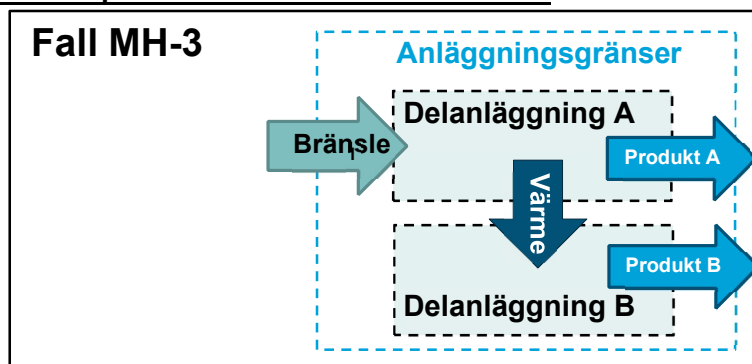 Fall MH-3
Anläggningsgränser
Delanläggning A
Bränsle
Produkt A
Värme
Produkt B
Delanläggning B